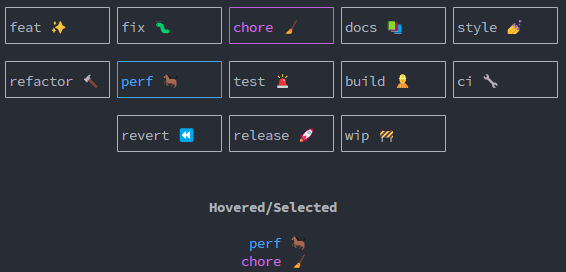 feat ✨ fix 🐛 chore 🧹 docs 📚 style 💅
refactor 🔨 perf 🐎 test 🚨 build 👷 ci 🔧
revert ⏪ release 🚀 wip 🚧
Hovered/Selected
perf 🐎
chore 🧹